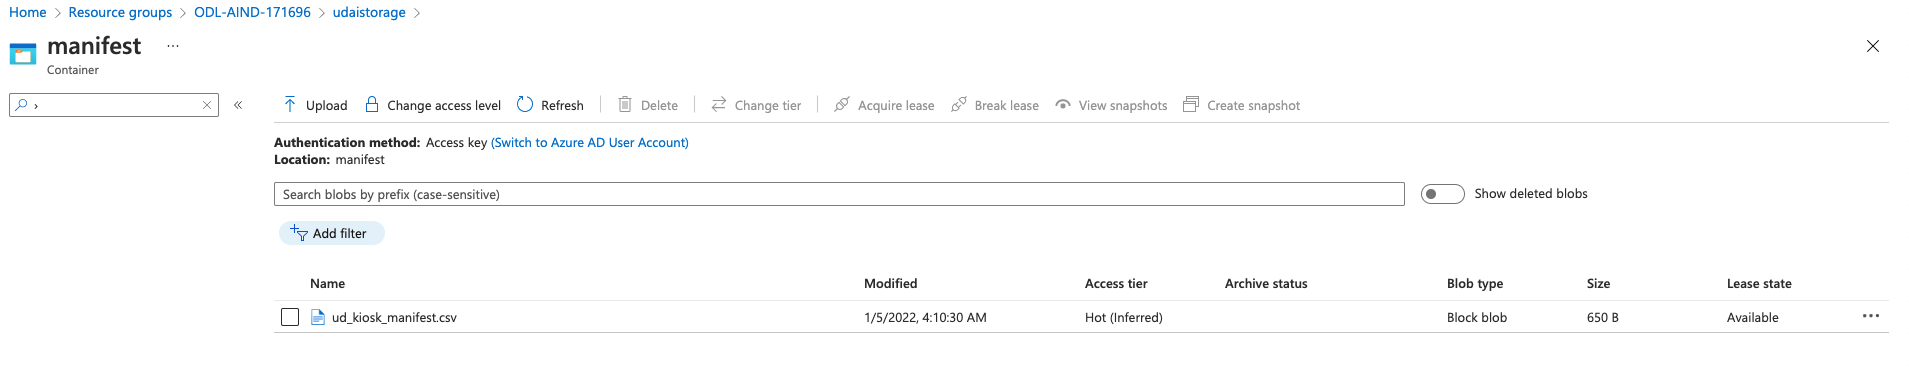 Home > Resource groups > ODL-AIND-171696 > udaistorage >
manifest ...
Container
›
«
Upload Change access level Refresh Delete Change tier Acquire lease Break lease View snapshots Create snapshot
Authentication method: Access key (Switch to Azure AD User Account)
Location: manifest
Search blobs by prefix (case-sensitive) Show deleted blobs
Add filter
Name Modified Access tier Archive status Blob type Size Lease state
ud_kiosk_manifest.csv 1/5/2022, 4:10:30 AM Hot (Inferred) Block blob 650 B Available ...